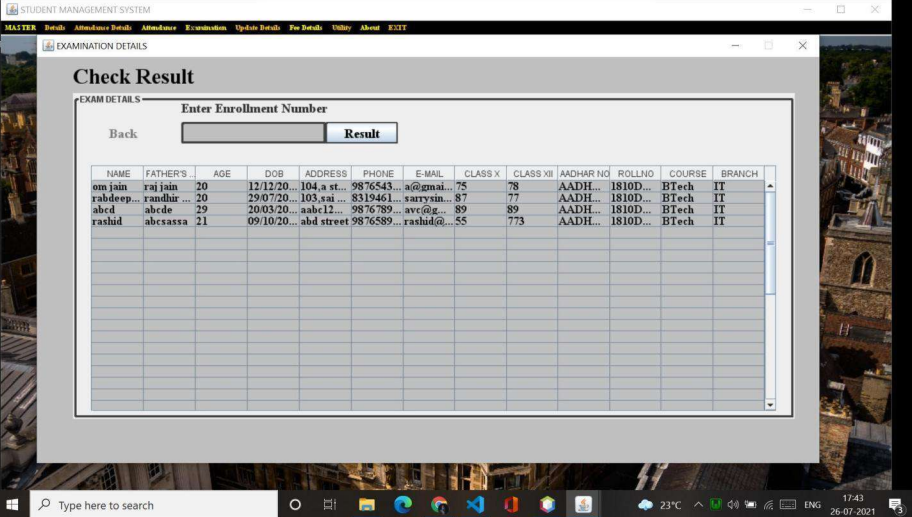 STUDENT MANAGEMENT SYSTEM
MASTER Details Attendance Details Attendance Examination Update Details Fee Details Utility About EXIT
EXAMINATION DETAILS
Check Result
EXAM DETAILS
Enter Enrollment Number
Back Result
NAME FATHER'S ... AGE DOB ADDRESS PHONE E-MAIL CLASS X CLASS XII AADHAR NO ROLLNO COURSE BRANCH
om jain raj jain 20 12/12/20... 104,a st... 9876543... a@gmai... 75 78 AADH... 1810D... BTech IT
rabdeep... randhir ... 20 29/07/20... 103,sai ... 8319461... sarrysin... 87 77 AADH... 1810D... BTech IT
abcd abcde 29 20/03/20... aabc12... 9876789... avc@g... 89 89 AADH... 1810D... BTech IT
rashid abcsassa 21 09/10/20... abd street 9876589... rashid@... 55 773 AADH... 1810D... BTech IT
Type here to search
23°C ENG 17:43
26-07-2021
3